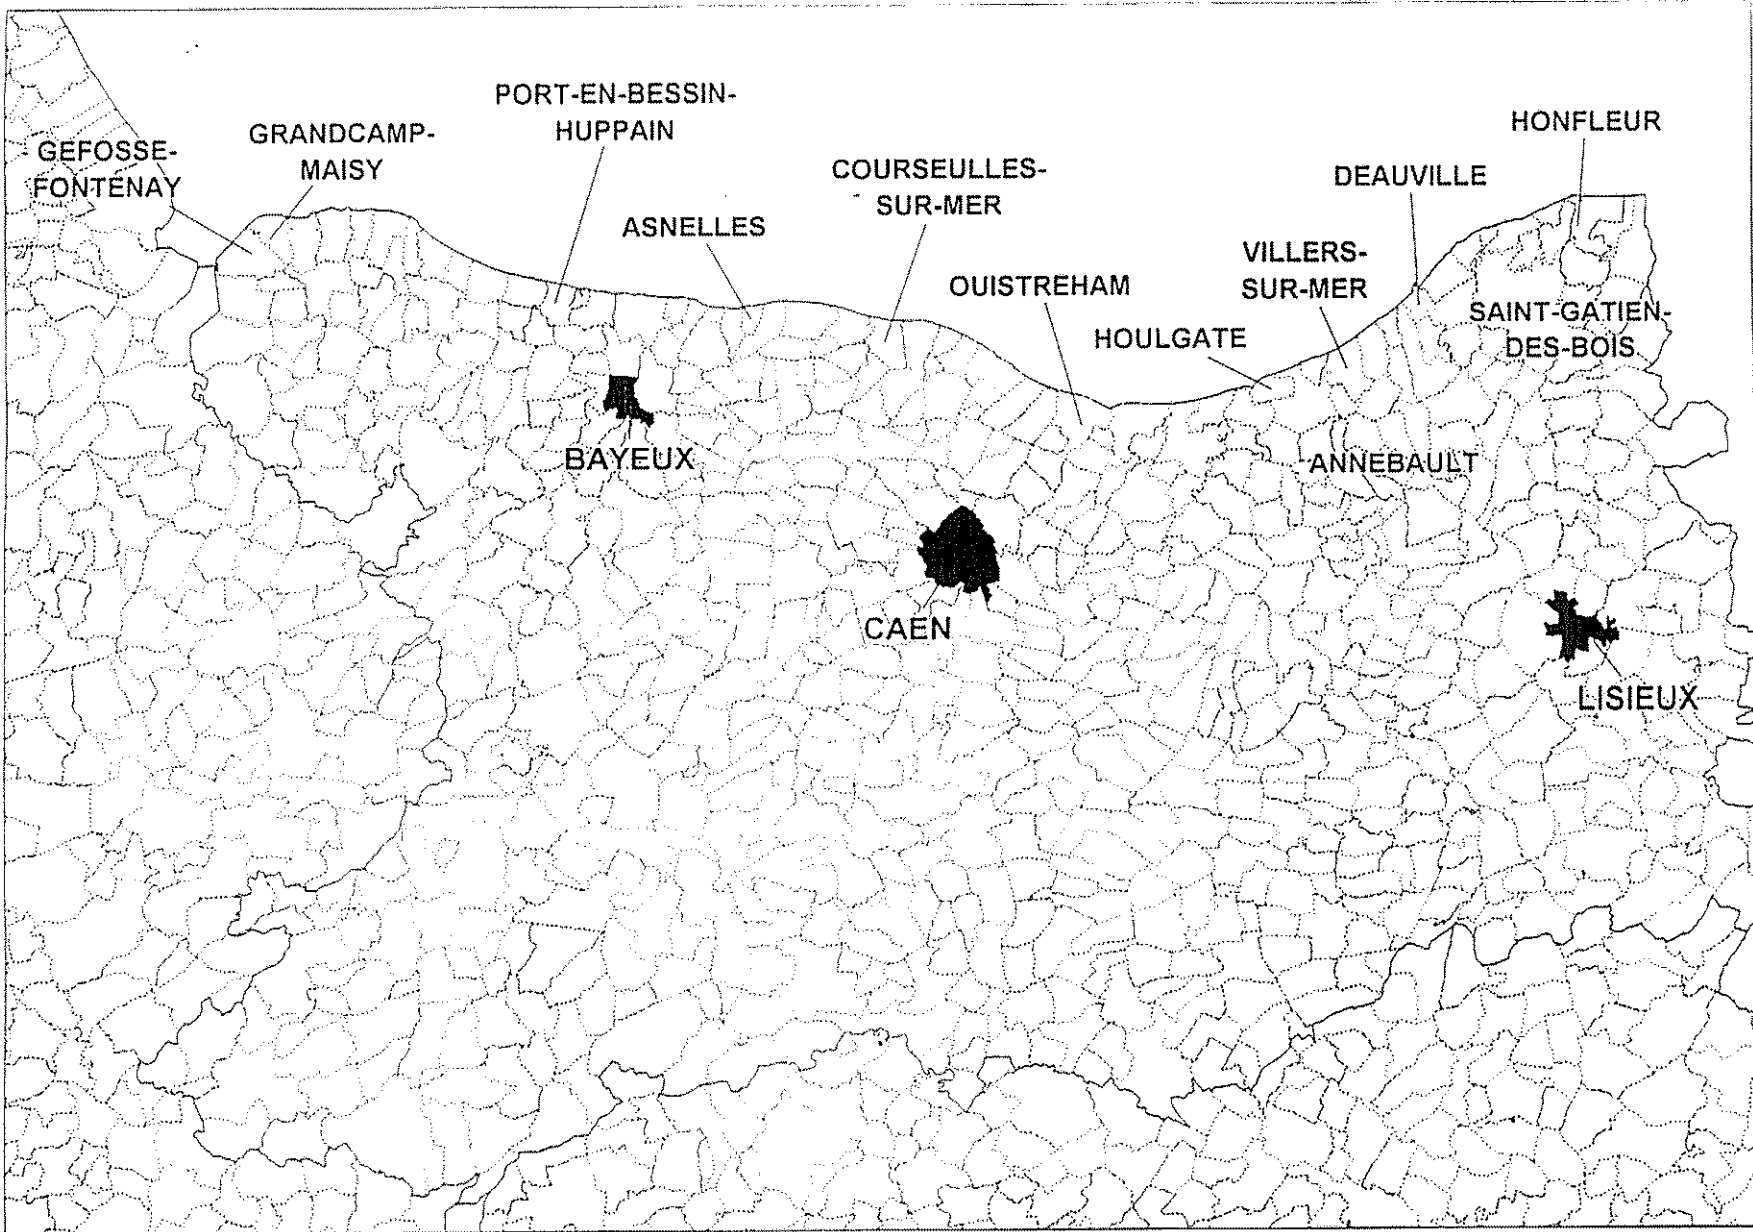 PORT-EN-BESSIN-
HUPPAIN
GRANDCAMP-
MAISY
GEFOSSE-
FONTENAY
ASNELLES
COURSEULLES-
SUR-MER
OUISTREHAM
HOULGATE
VILLERS-
SUR-MER
DEAUVILLE
HONFLEUR
SAINT-GATIEN-
DES-BOIS
BAYEUX
ANNEBAULT
CAEN
LISIEUX